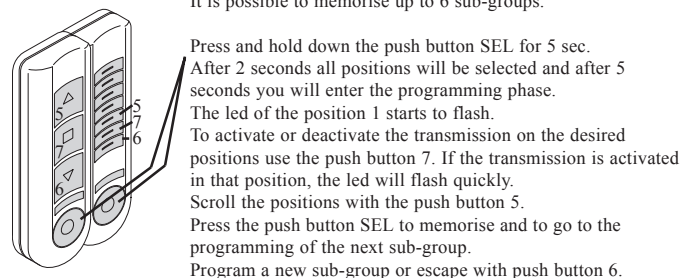 It is possible to memorise up to 6 sub-groups.
Press and hold down the push button SEL for 5 sec.
After 2 seconds all positions will be selected and after 5
seconds you will enter the programming phase.
The led of the position 1 starts to flash.
To activate or deactivate the transmission on the desired
positions use the push button 7. If the transmission is activated
in that position, the led will flash quickly.
Scroll the positions with the push button 5.
Press the push button SEL to memorise and to go to the
programming of the next sub-group.
Program a new sub-group or escape with push button 6.
5
7
6
5
7
6